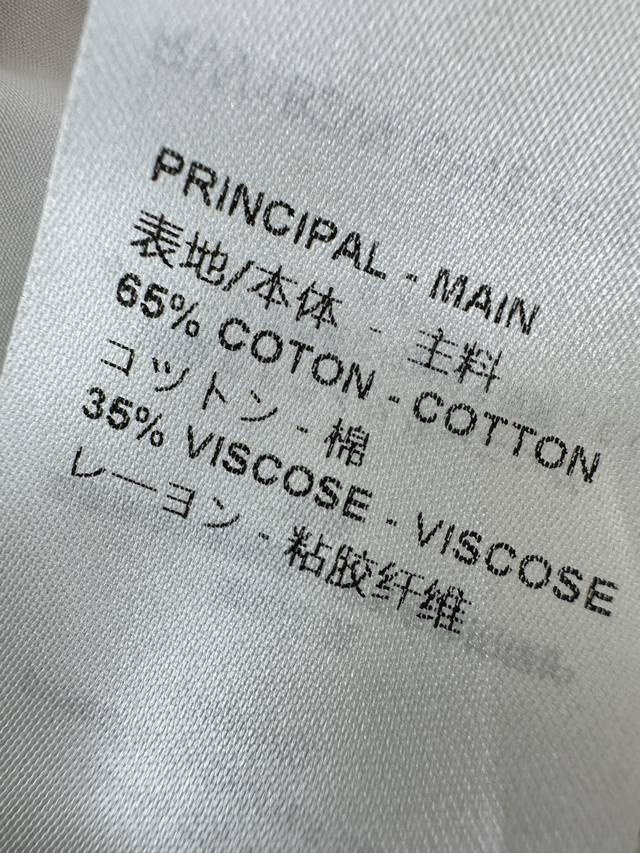 PRINCIPAL - MAIN
表地/本体 - 主料
65% COTON - COTTON
コットン - 棉
35% VISCOSE - VISCOSE
レーヨン - 粘胶纤维